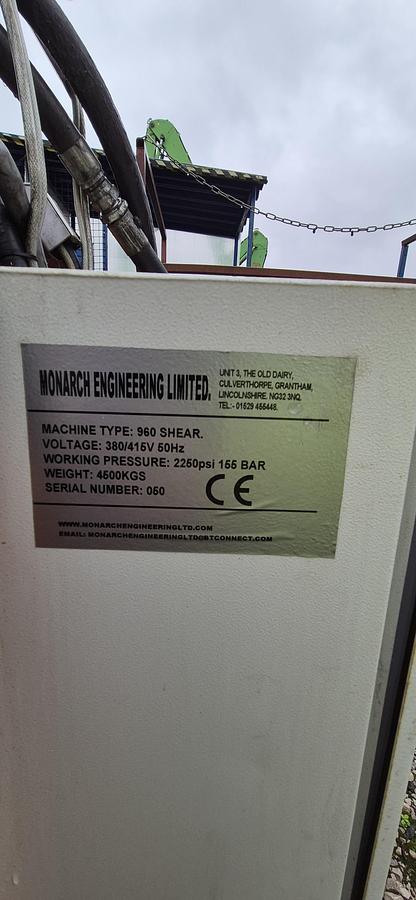 MONARCH ENGINEERING LIMITED.
UNIT 3, THE OLD DAIRY,
CULVERTHORPE, GRANTHAM,
LINCOLNSHIRE. NG32 3NQ.
TEL:- 01529 455448.
MACHINE TYPE: 960 SHEAR.
VOLTAGE: 380/415V 50Hz
WORKING PRESSURE: 2250psi 155 BAR
WEIGHT: 4500KGS
SERIAL NUMBER: 050
CE
WWW.MONARCHENGINEERINGLTD.COM
EMAIL: MONARCHENGINEERINGLTD@BTCONNECT.COM